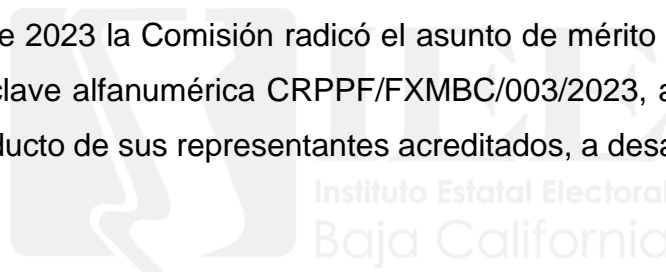 e 2023 la Comisión radicó el asunto de mérito
clave alfanumérica CRPPF/FXMBC/003/2023, a
ducto de sus representantes acreditados, a desa
IEE
Instituto Estatal Electoral
Baja California